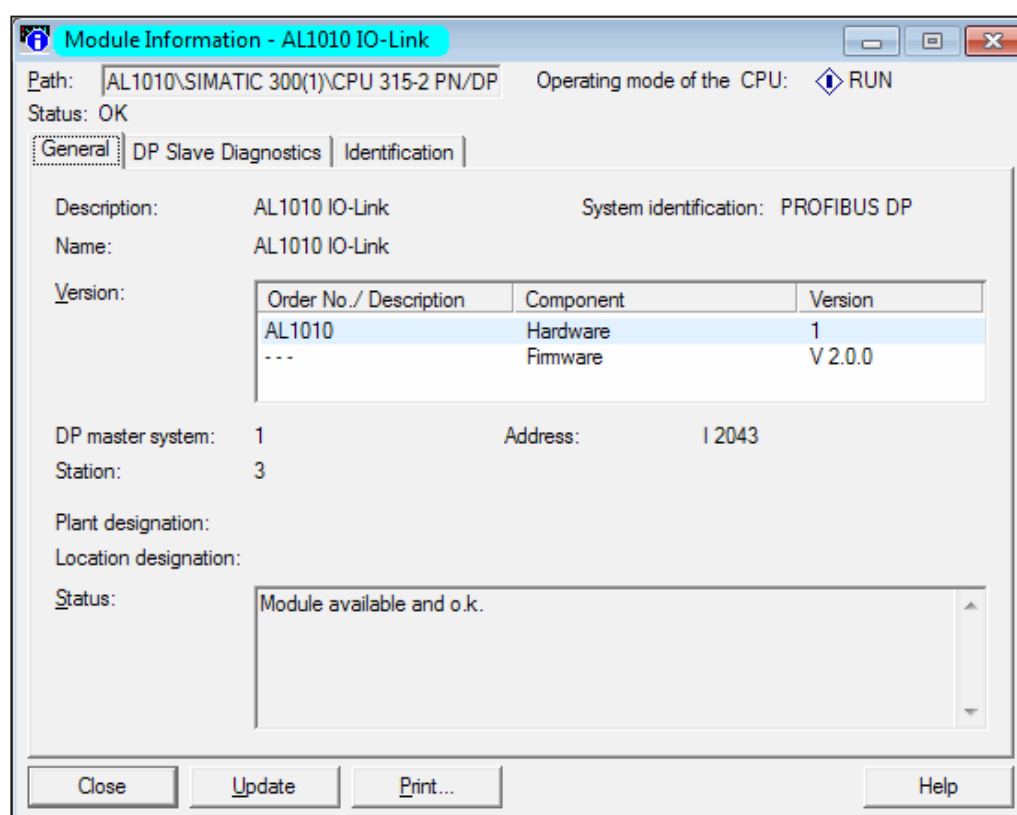 Module Information - AL1010 IO-Link
Path: AL1010\SIMATIC 300(1)\CPU 315-2 PN/DP Operating mode of the CPU: RUN
Status: OK
General DP Slave Diagnostics Identification
Description: AL1010 IO-Link System identification: PROFIBUS DP
Name: AL1010 IO-Link
Version: Order No./ Description Component Version
AL1010 Hardware 1
- - - Firmware V 2.0.0
DP master system: 1 Address: I 2043
Station: 3
Plant designation:
Location designation:
Status: Module available and o.k.
Close Update Print... Help